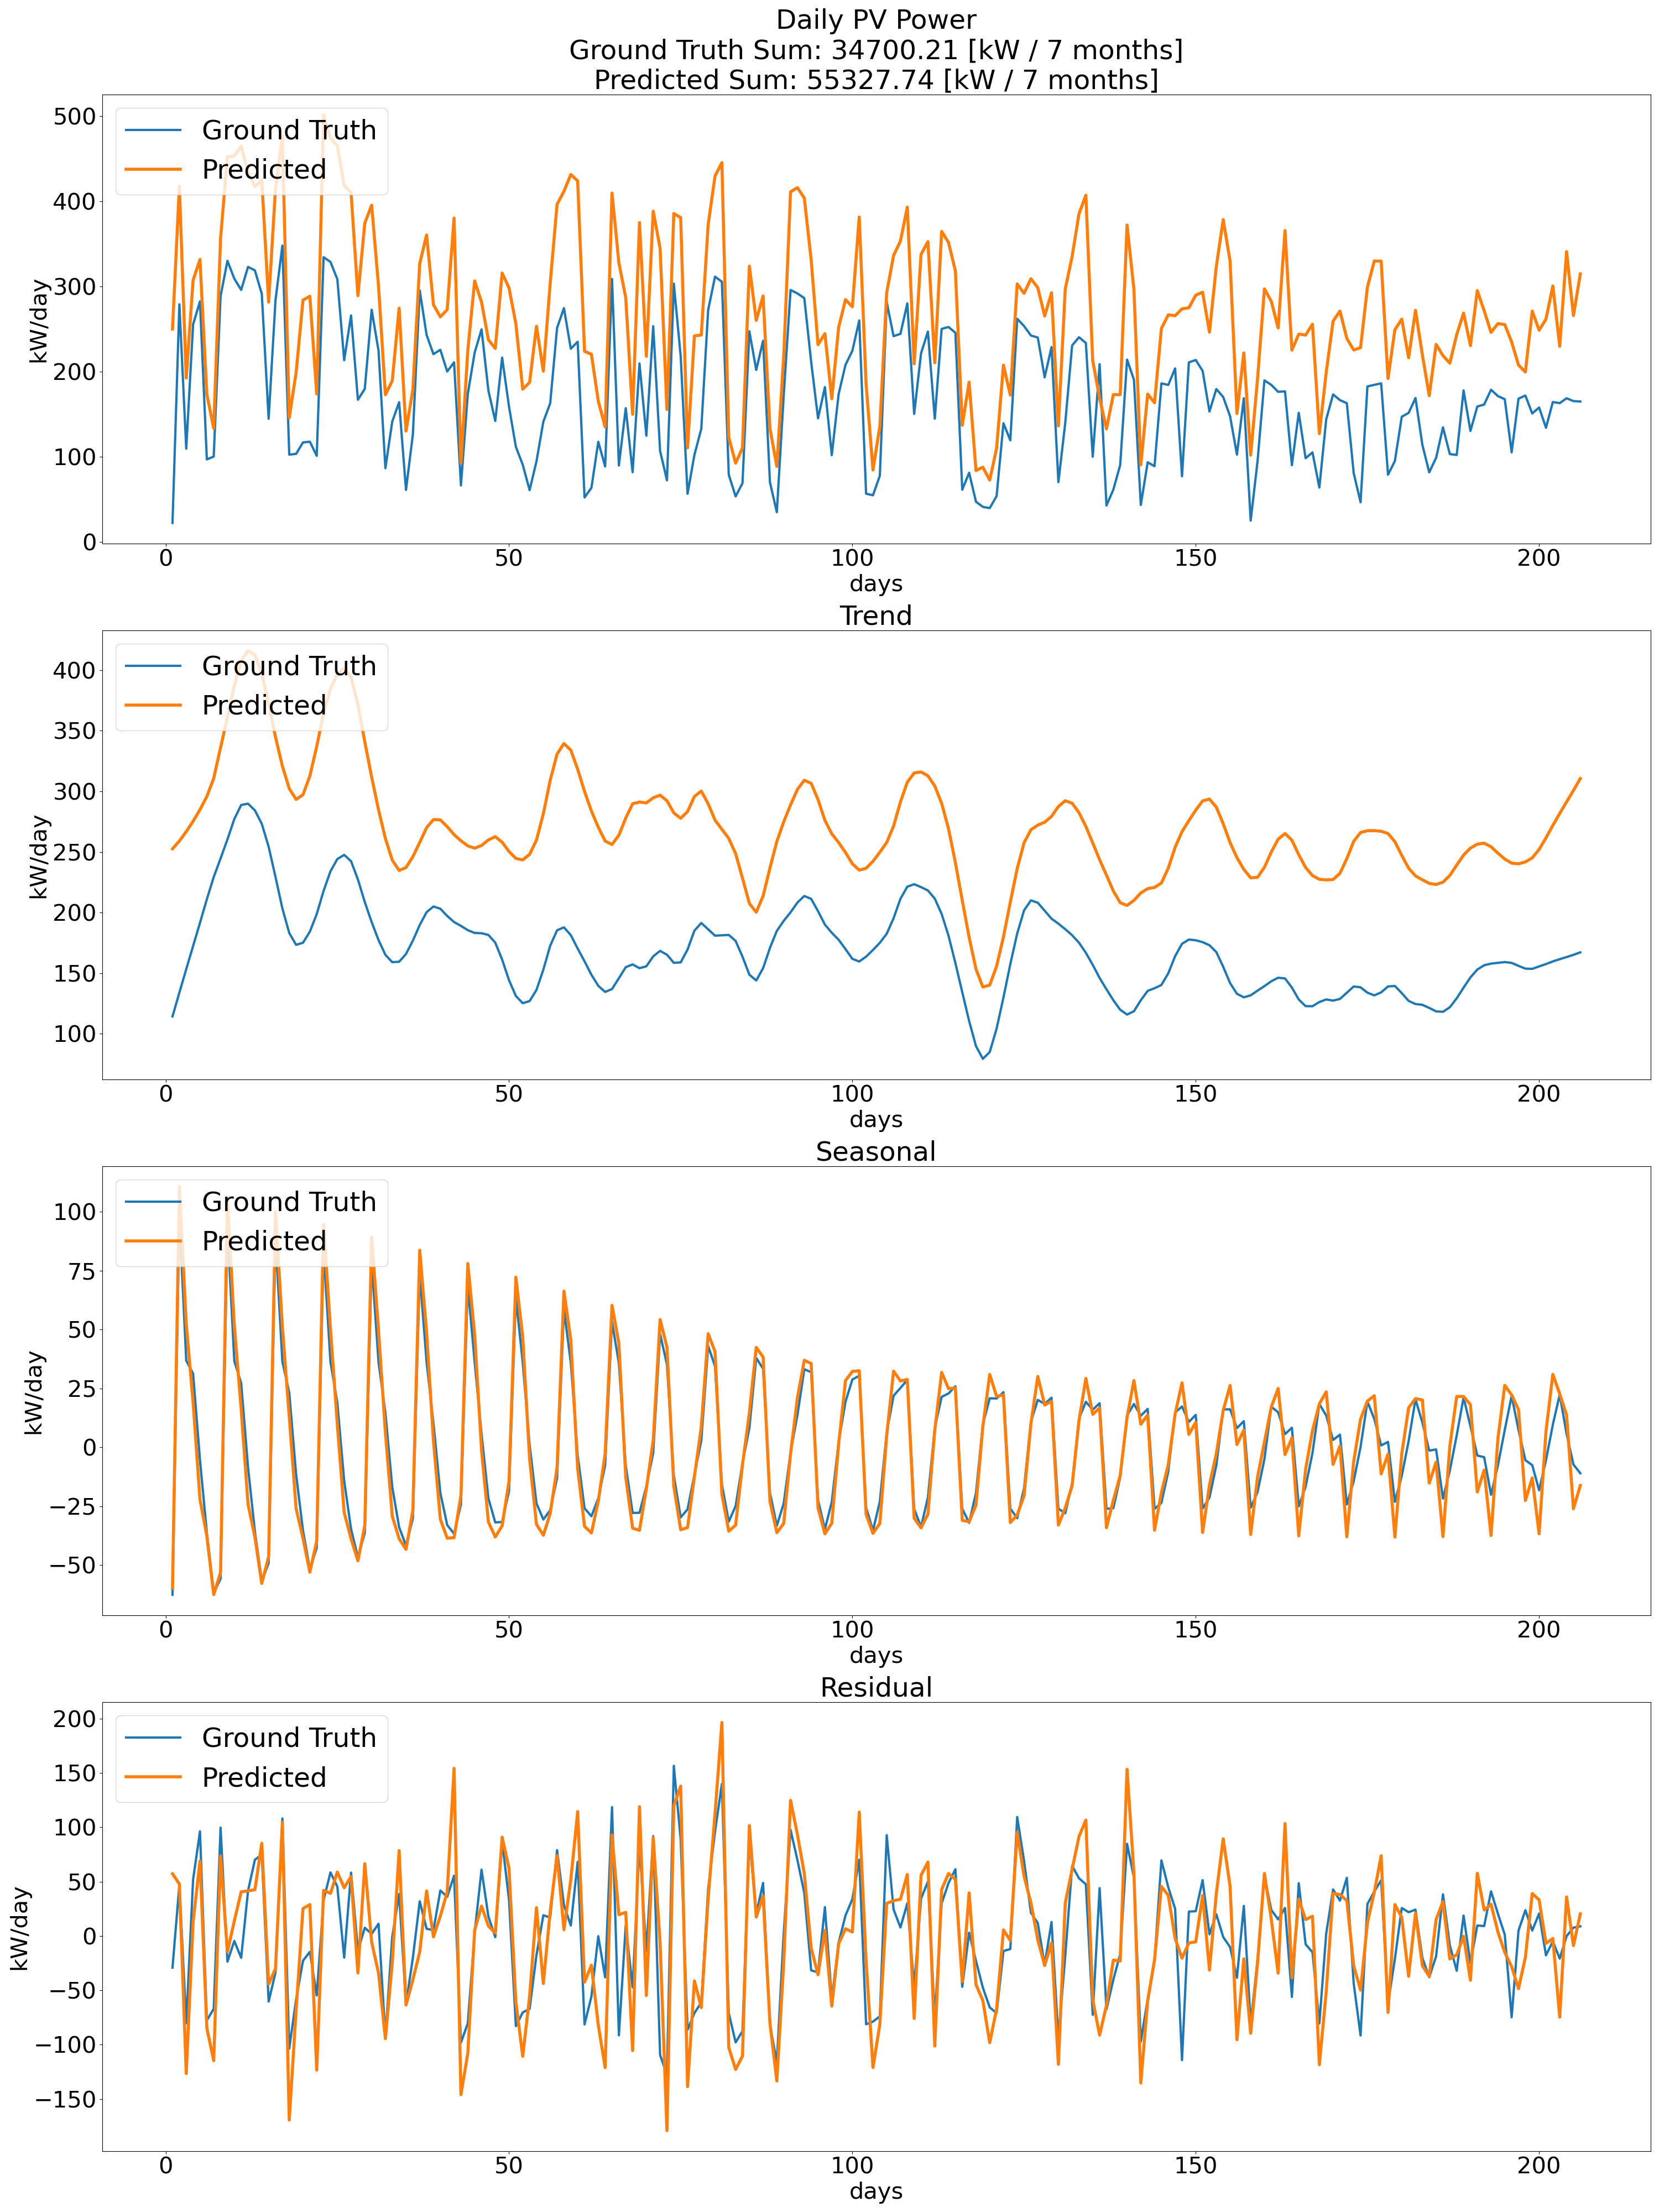 Daily PV Power
Ground Truth Sum: 34700.21 [kW / 7 months]
Predicted Sum: 55327.74 [kW / 7 months]
500
400
300
200
100
0
kW/day
Ground Truth
Predicted
0 50 100 150 200
days
Trend
400
350
300
250
200
150
100
kW/day
Ground Truth
Predicted
0 50 100 150 200
days
Seasonal
100
75
50
25
0
−25
−50
kW/day
Ground Truth
Predicted
0 50 100 150 200
days
Residual
200
150
100
50
0
−50
−100
−150
kW/day
Ground Truth
Predicted
0 50 100 150 200
days